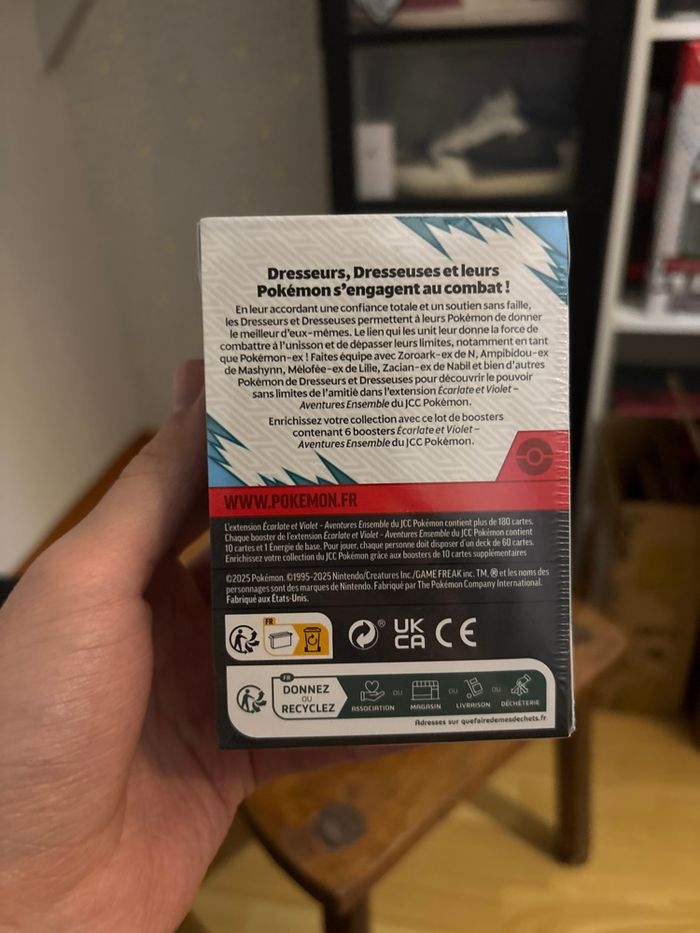 Dresseurs, Dresseuses et leurs
Pokémon s'engagent au combat !
En leur accordant une confiance totale et un soutien sans faille,
les Dresseurs et Dresseuses permettent à leurs Pokémon de donner
le meilleur d'eux-mêmes. Le lien qui les unit leur donne la force de
combattre à l'unisson et de dépasser leurs limites, notamment en tant
que Pokémon-ex ! Faites équipe avec Zoroark-ex de N, Ampibidou-ex
de Mashynn, Mélofée-ex de Lilie, Zacian-ex de Nabil et bien d'autres
Pokémon de Dresseurs et Dresseuses pour découvrir le pouvoir
sans limites de l'amitié dans l'extension Écarlate et Violet –
Aventures Ensemble du JCC Pokémon.
Enrichissez votre collection avec ce lot de boosters
contenant 6 boosters Écarlate et Violet –
Aventures Ensemble du JCC Pokémon.
WWW.POKEMON.FR
L'extension Écarlate et Violet – Aventures Ensemble du JCC Pokémon contient plus de 180 cartes.
Chaque booster de l'extension Écarlate et Violet – Aventures Ensemble du JCC Pokémon contient
10 cartes et 1 Énergie de base. Pour jouer, chaque personne doit disposer d'un deck de 60 cartes.
Enrichissez votre collection du JCC Pokémon grâce aux boosters de 10 cartes supplémentaires
©2025 Pokémon. ©1995-2025 Nintendo/Creatures Inc./GAME FREAK inc. TM, ® et les noms des
personnages sont des marques de Nintendo. Fabriqué par The Pokémon Company International.
Fabriqué aux États-Unis.
FR
® UK
CA CE
FR
DONNEZ
OU
RECYCLEZ
ASSOCIATION OU MAGASIN OU LIVRAISON OU DÉCHÈTERIE
Adresses sur quefairedemesdechets.fr